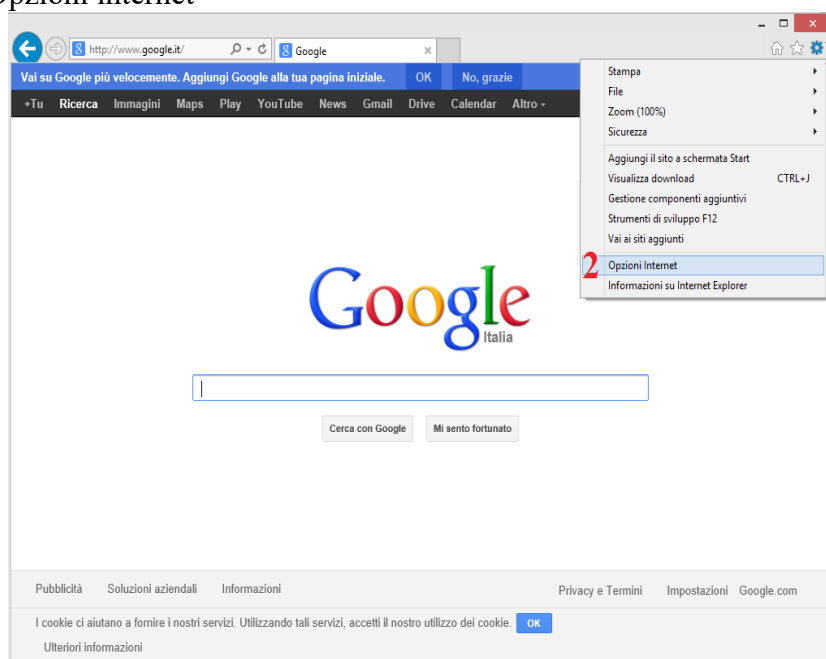 Opzioni internet
http://www.google.it/
Google
Vai su Google più velocemente. Aggiungi Google alla tua pagina iniziale. OK No, grazie
+Tu Ricerca Immagini Maps Play YouTube News Gmail Drive Calendar Altro
Stampa
File
Zoom (100%)
Sicurezza
Aggiungi il sito a schermata Start
Visualizza download CTRL+J
Gestione componenti aggiuntivi
Strumenti di sviluppo F12
Vai ai siti aggiunti
2 Opzioni Internet
Informazioni su Internet Explorer
Google
Italia
Cerca con Google Mi sento fortunato
Pubblicità Soluzioni aziendali Informazioni Privacy e Termini Impostazioni Google.com
I cookie ci aiutano a fornire i nostri servizi. Utilizzando tali servizi, accetti il nostro utilizzo dei cookie. OK
Ulteriori informazioni